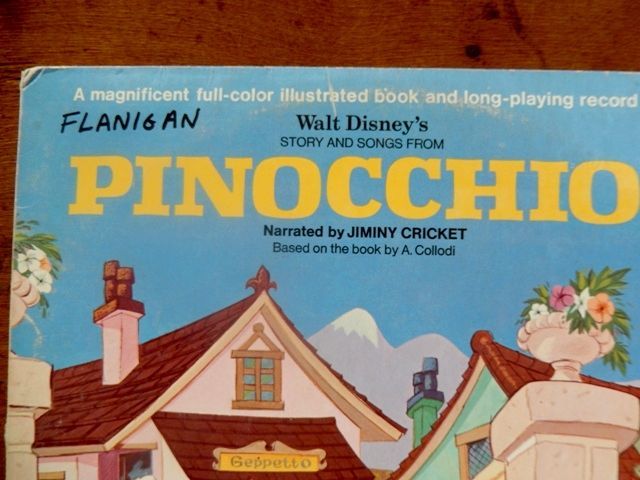 A magnificent full-color illustrated book and long-playing record
FLANIGAN
Walt Disney's
STORY AND SONGS FROM
PINOCCHIO
Narrated by JIMINY CRICKET
Based on the book by A. Collodi
Geppetto